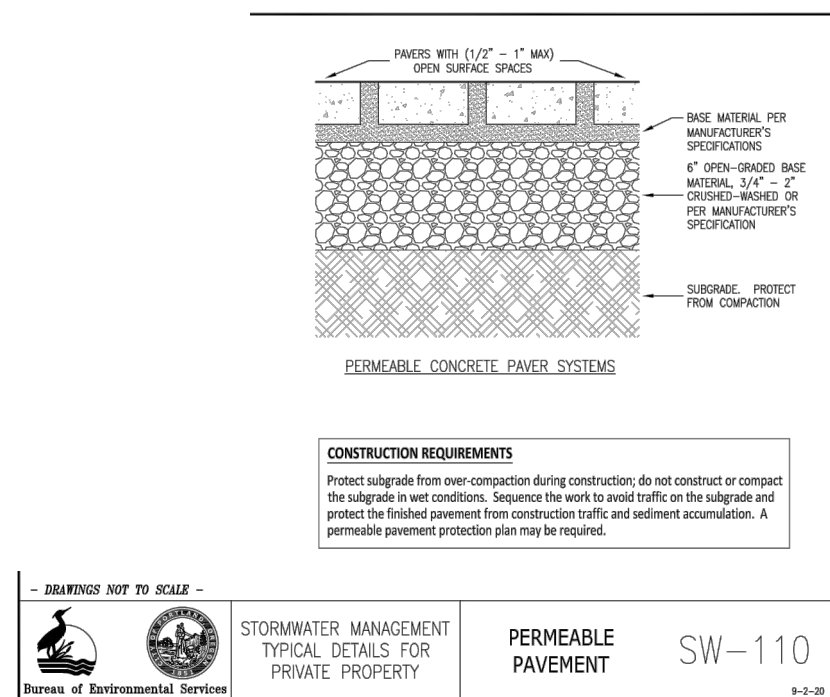 PAVERS WITH (1/2" – 1" MAX)
OPEN SURFACE SPACES
BASE MATERIAL PER
MANUFACTURER'S
SPECIFICATIONS
6" OPEN–GRADED BASE
MATERIAL, 3/4" – 2"
CRUSHED–WASHED OR
PER MANUFACTURER'S
SPECIFICATION
SUBGRADE. PROTECT
FROM COMPACTION
PERMEABLE CONCRETE PAVER SYSTEMS
CONSTRUCTION REQUIREMENTS
Protect subgrade from over-compaction during construction; do not construct or compact
the subgrade in wet conditions. Sequence the work to avoid traffic on the subgrade and
protect the finished pavement from construction traffic and sediment accumulation. A
permeable pavement protection plan may be required.
– DRAWINGS NOT TO SCALE –
CITY OF PORTLAND, OREGON
1851
Bureau of Environmental Services
STORMWATER MANAGEMENT
TYPICAL DETAILS FOR
PRIVATE PROPERTY
PERMEABLE
PAVEMENT
SW–110
9–2–20